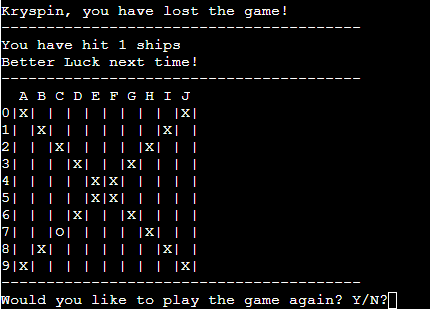 Kryspin, you have lost the game!
----------------------------------------
You have hit 1 ships
Better Luck next time!
----------------------------------------
  A B C D E F G H I J
0|X| | | | | | | | |X|
1| |X| | | | | | |X| |
2| | |X| | | | |X| | |
3| | | |X| | |X| | | |
4| | | | |X|X| | | | |
5| | | | |X|X| | | | |
6| | | |X| | |X| | | |
7| | |O| | | | |X| | |
8| |X| | | | | | |X| |
9|X| | | | | | | | |X|
----------------------------------------
Would you like to play the game again? Y/N?